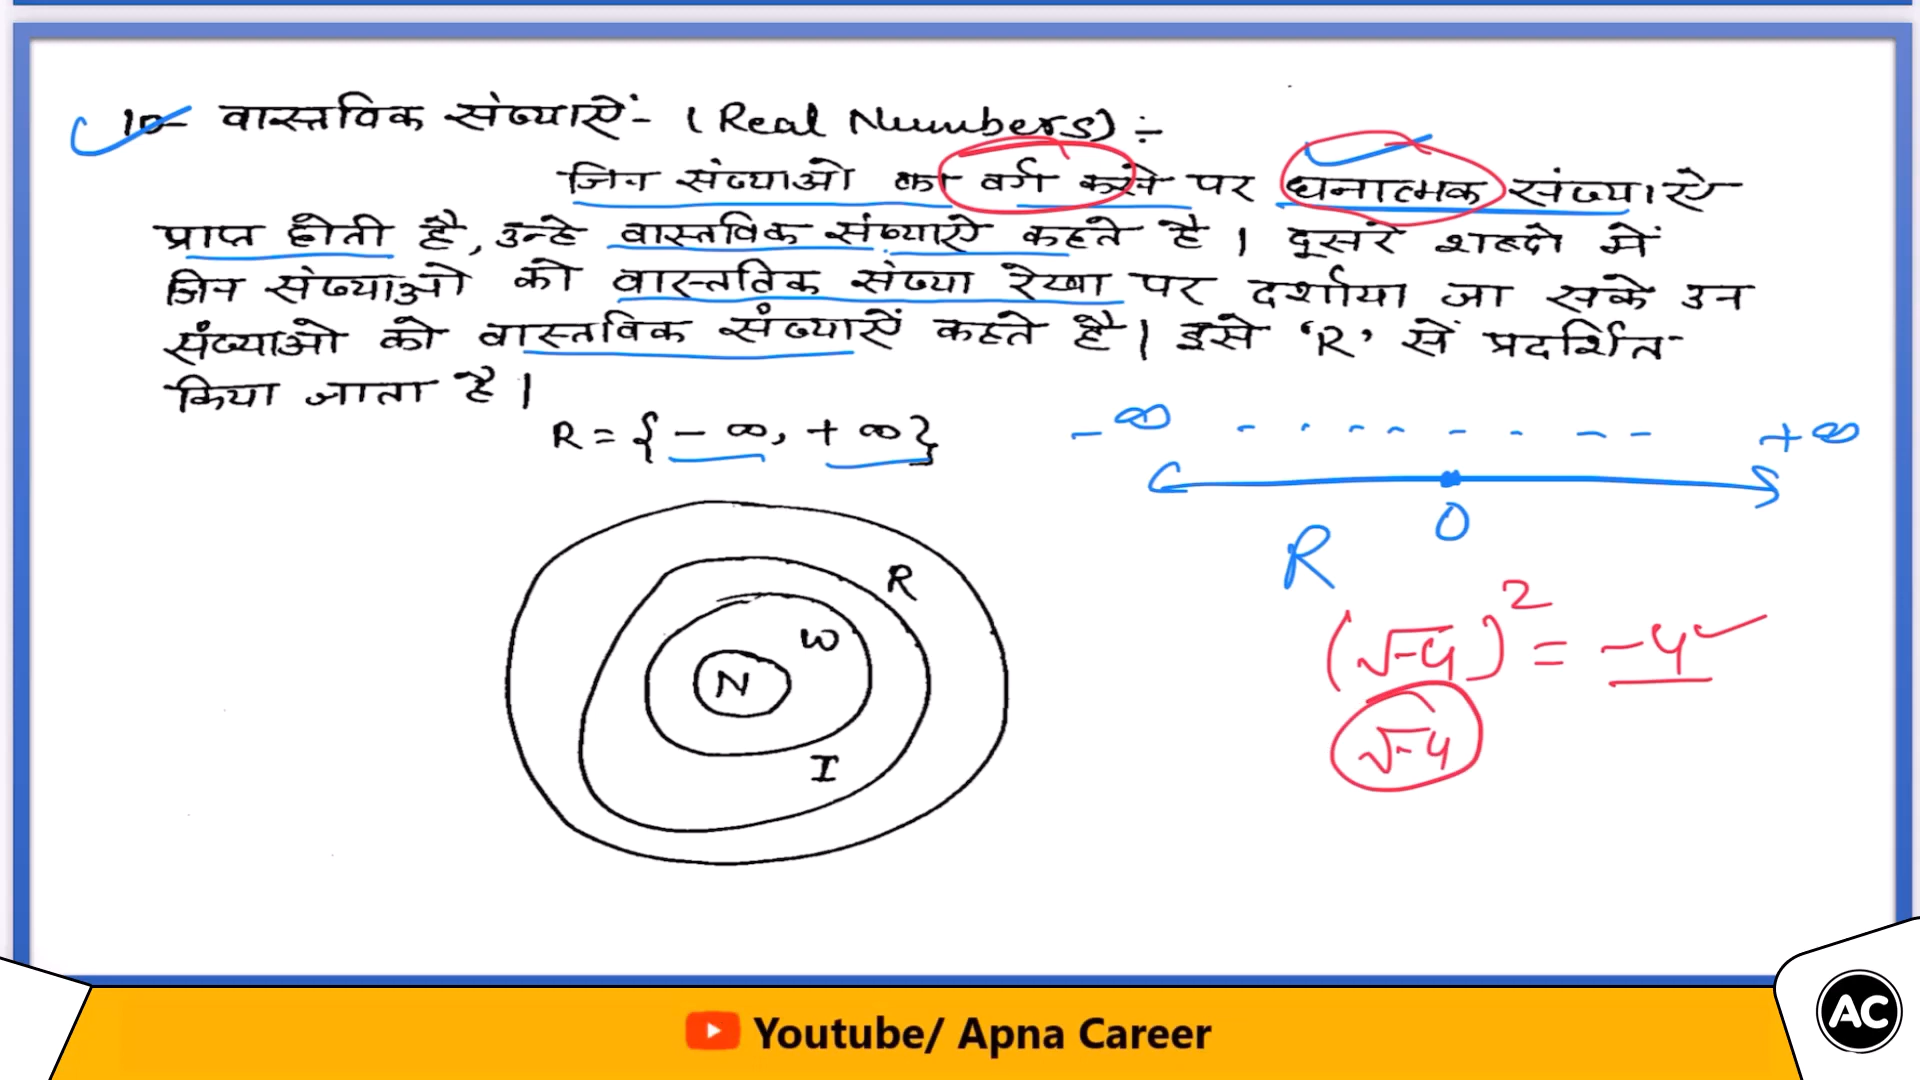 10- वास्तविक संख्याऐं- (Real Numbers) ÷
जिन संख्याओ का वर्ग करने पर धनात्मक संख्याऐ
प्राप्त होती है, उन्हे वास्तविक संख्याऐ कहते है । दूसरे शब्दो में
जिन संख्याओ को वास्तविक संख्या रेखा पर दर्शाया जा सके उन
संख्याओ को वास्तविक संख्याऐं कहते है । इसे ‘R’ से प्रदर्शित
किया जाता है ।
R = { - ∞, + ∞}
- ∞ - - - - - - - - - + ∞
0
R
R
W
N
I
(√-4)² = -4
√-4
Youtube/ Apna Career
AC